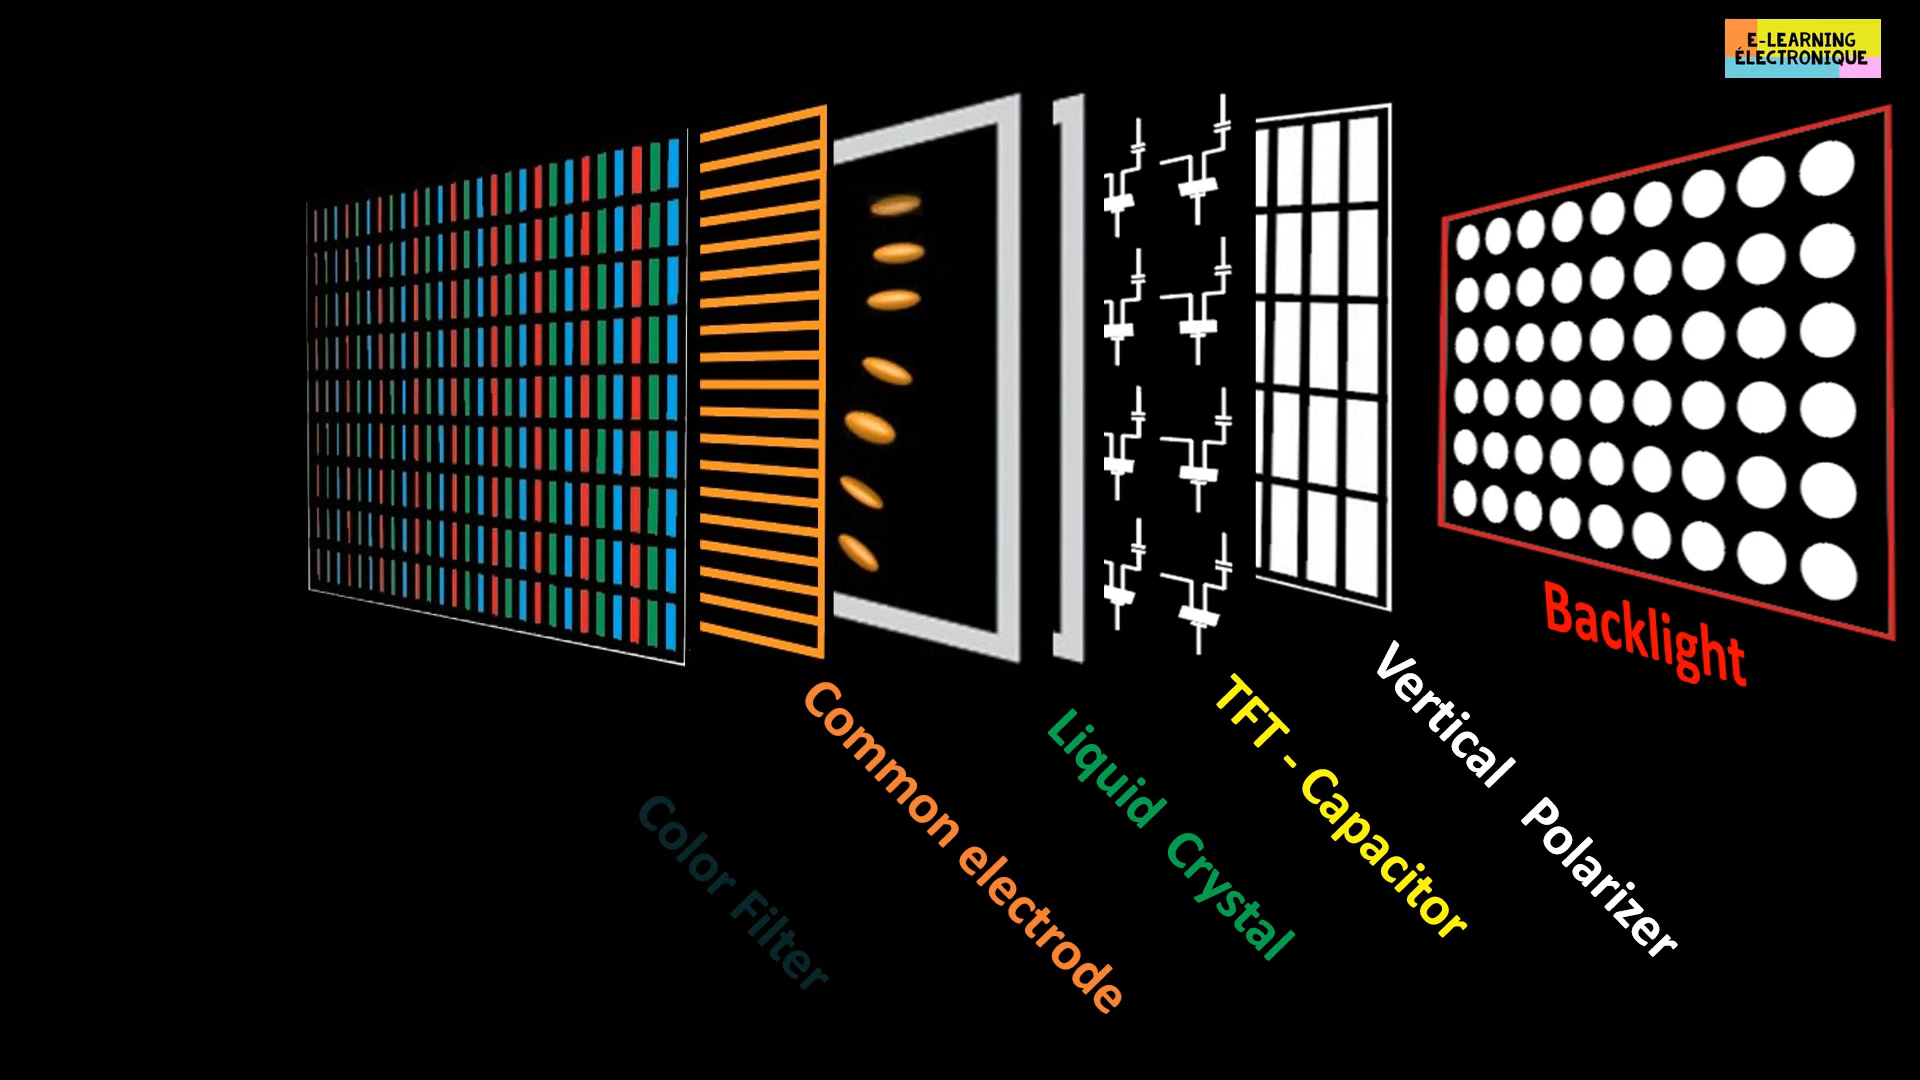 E-LEARNING
ÉLECTRONIQUE
Backlight
Vertical Polarizer
TFT - Capacitor
Liquid Crystal
Common electrode
Color Filter